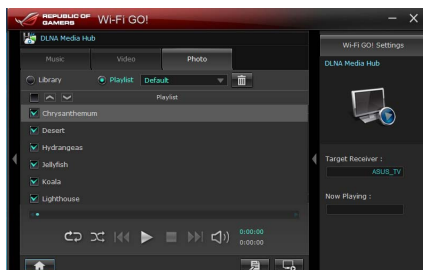 REPUBLIC OF GAMERS Wi-Fi GO!
DLNA Media Hub
Music Video Photo
Library Playlist Default
Playlist
Chrysanthemum
Desert
Hydrangeas
Jellyfish
Koala
Lighthouse
0:00:00
0:00:00
Wi-Fi GO! Settings
DLNA Media Hub
Target Receiver :
ASUS_TV
Now Playing :